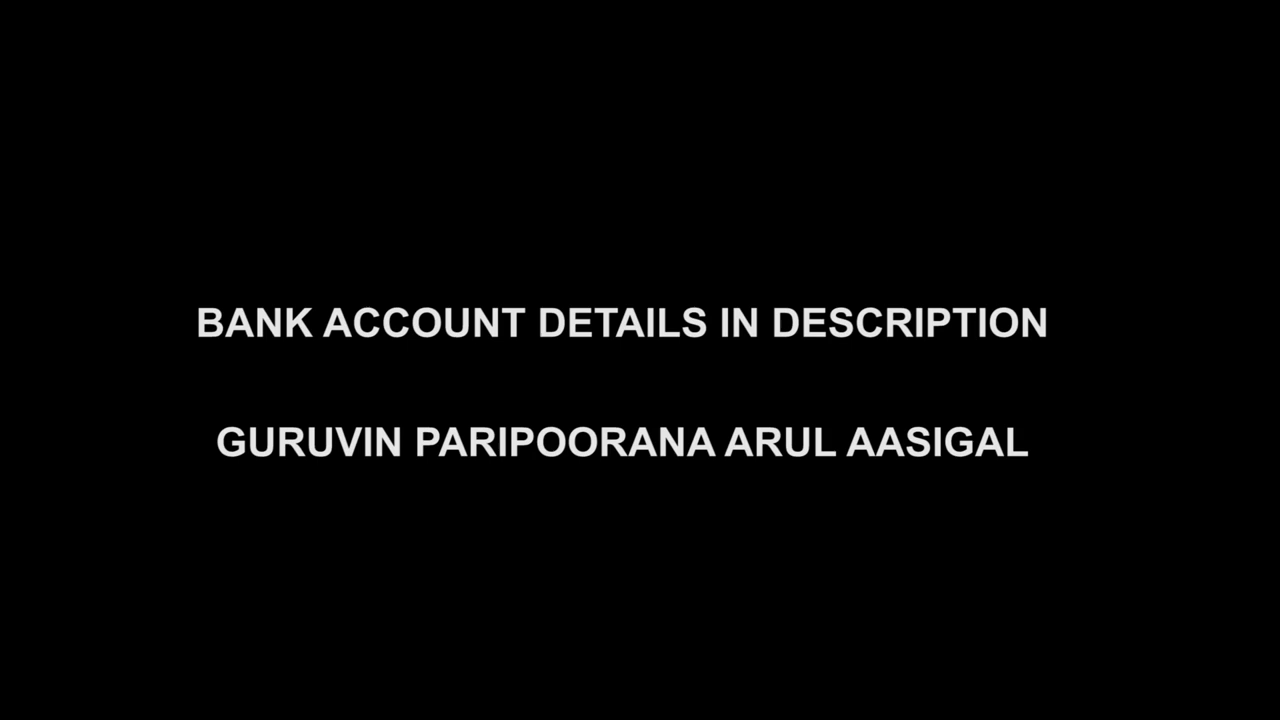 BANK ACCOUNT DETAILS IN DESCRIPTION
GURUVIN PARIPOORANA ARUL AASIGAL